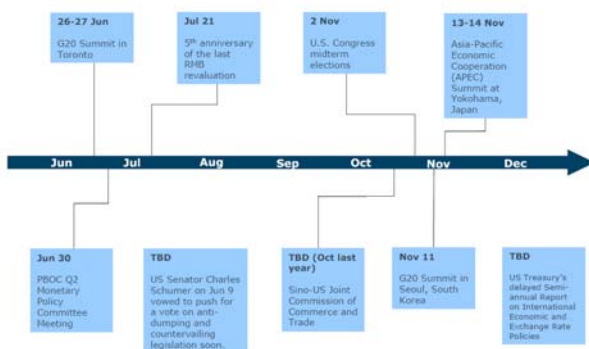 26-27 Jun
G20 Summit in
Toronto
Jul 21
5th anniversary
of the last
RMB
revaluation
2 Nov
U.S. Congress
midterm
elections
13-14 Nov
Asia-Pacific
Economic
Cooperation
(APEC)
Summit at
Yokohama,
Japan
Jun Jul Aug Sep Oct Nov Dec
Jun 30
PBOC Q2
Monetary
Policy
Committee
Meeting
TBD
US Senator Charles
Schumer on Jun 9
vowed to push for
a vote on anti-
dumping and
countervailing
legislation soon.
TBD (Oct last
year)
Sino-US Joint
Commission of
Commerce and
Trade
Nov 11
G20 Summit in
Seoul, South
Korea
TBD
US Treasury's
delayed Semi-
annual Report
on International
Economic and
Exchange Rate
Policies